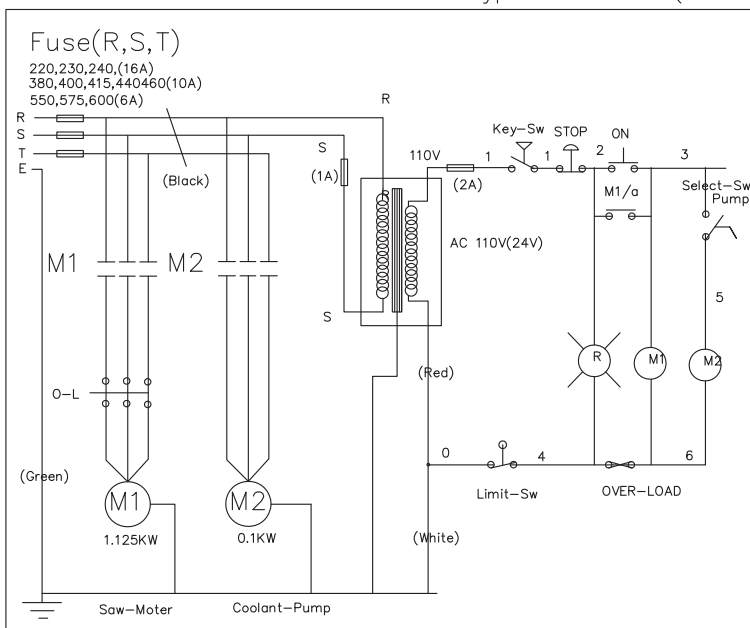 Fuse(R,S,T)
220,230,240,(16A)
380,400,415,440460(10A)
550,575,600(6A)
R
R
S
T
E
S
(1A)
(Black)
110V
(2A)
1
Key-Sw
1
STOP
2
ON
3
M1/a
Select-Sw
Pump
R
AC 110V(24V)
M1
M2
S
5
R
M1
M2
(Red)
O-L
0
4
6
Limit-Sw
OVER-LOAD
(Green)
M1
M2
1.125KW
0.1KW
(White)
Saw-Moter
Coolant-Pump